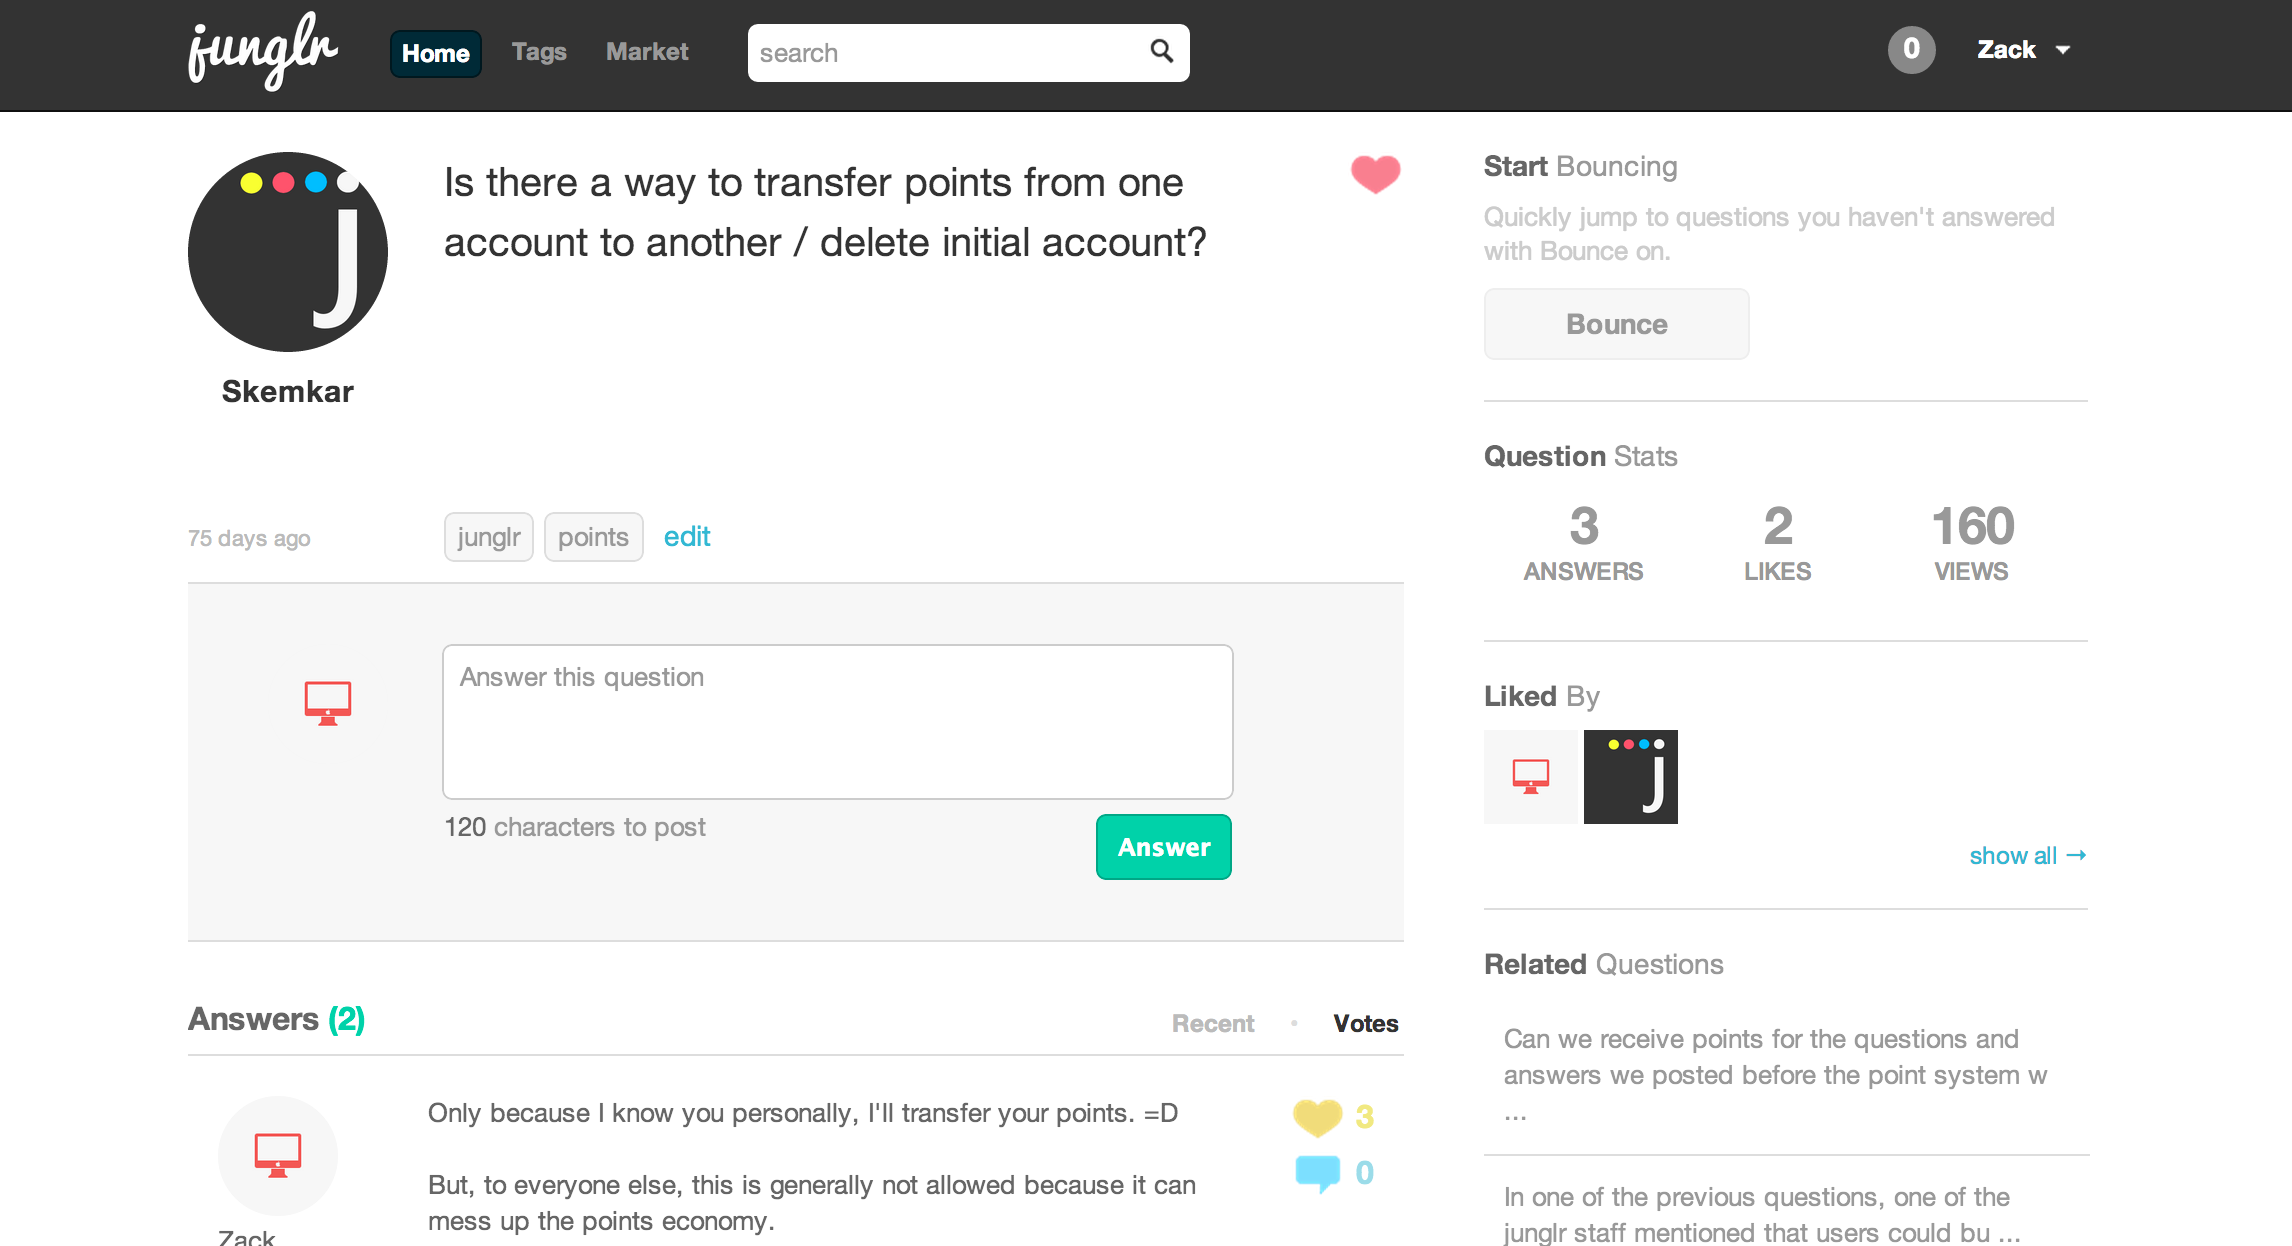 junglr
Home
Tags
Market
search
0
Zack
j
Skemkar
Is there a way to transfer points from one
account to another / delete initial account?
75 days ago
junglr
points
edit
Answer this question
120 characters to post
Answer
Answers (2)
Recent
Votes
Zack
Only because I know you personally, I'll transfer your points. =D
But, to everyone else, this is generally not allowed because it can
mess up the points economy.
3
0
Start Bouncing
Quickly jump to questions you haven't answered
with Bounce on.
Bounce
Question Stats
3
ANSWERS
2
LIKES
160
VIEWS
Liked By
j
show all →
Related Questions
Can we receive points for the questions and
answers we posted before the point system w
...
In one of the previous questions, one of the
junglr staff mentioned that users could bu ...